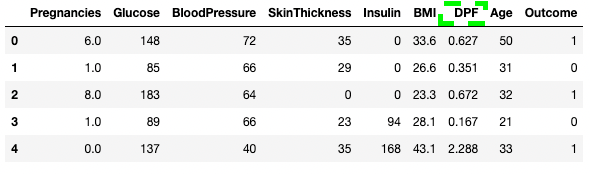 Pregnancies Glucose BloodPressure SkinThickness Insulin BMI DPF Age Outcome
0 6.0 148 72 35 0 33.6 0.627 50 1
1 1.0 85 66 29 0 26.6 0.351 31 0
2 8.0 183 64 0 0 23.3 0.672 32 1
3 1.0 89 66 23 94 28.1 0.167 21 0
4 0.0 137 40 35 168 43.1 2.288 33 1